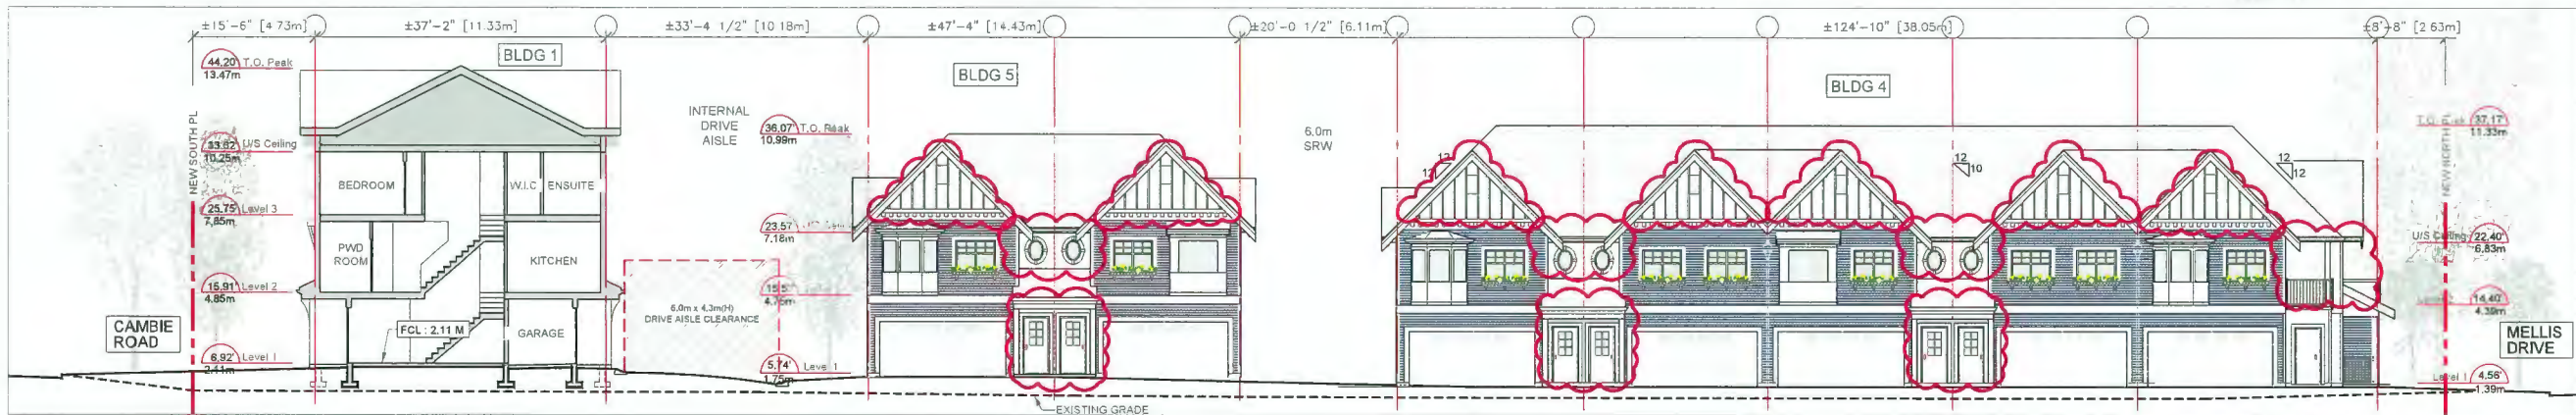 ±15'-6" [4.73m]
±37'-2" [11.33m]
±33'-4 1/2" [10.18m]
±47'-4" [14.43m]
±20'-0 1/2" [6.11m]
±124'-10" [38.05m]
±8'-8" [2.63m]
BLDG 1
BLDG 5
BLDG 4
44.20' T.O. Peak
13.47m
NEW SOUTH PL
33.62' U/S Ceiling
10.25m
25.75' Level 3
7.85m
15.91' Level 2
4.85m
6.92' Level 1
2.11m
CAMBIE
ROAD
BEDROOM
W.I.C
ENSUITE
PWD
ROOM
KITCHEN
FCL : 2.11 M
GARAGE
INTERNAL
DRIVE
AISLE
36.07' T.O. Peak
10.99m
23.57'
7.18m
6.0m x 4.3m(H)
DRIVE AISLE CLEARANCE
5.74' Level 1
1.75m
6.0m
SRW
12
12
12
10
12
12
T.O. Peak 37.17'
11.33m
NEW NORTH PL
U/S Ceiling 22.40'
6.83m
14.40'
4.39m
Level 1 4.56'
1.39m
MELLIS
DRIVE
EXISTING GRADE